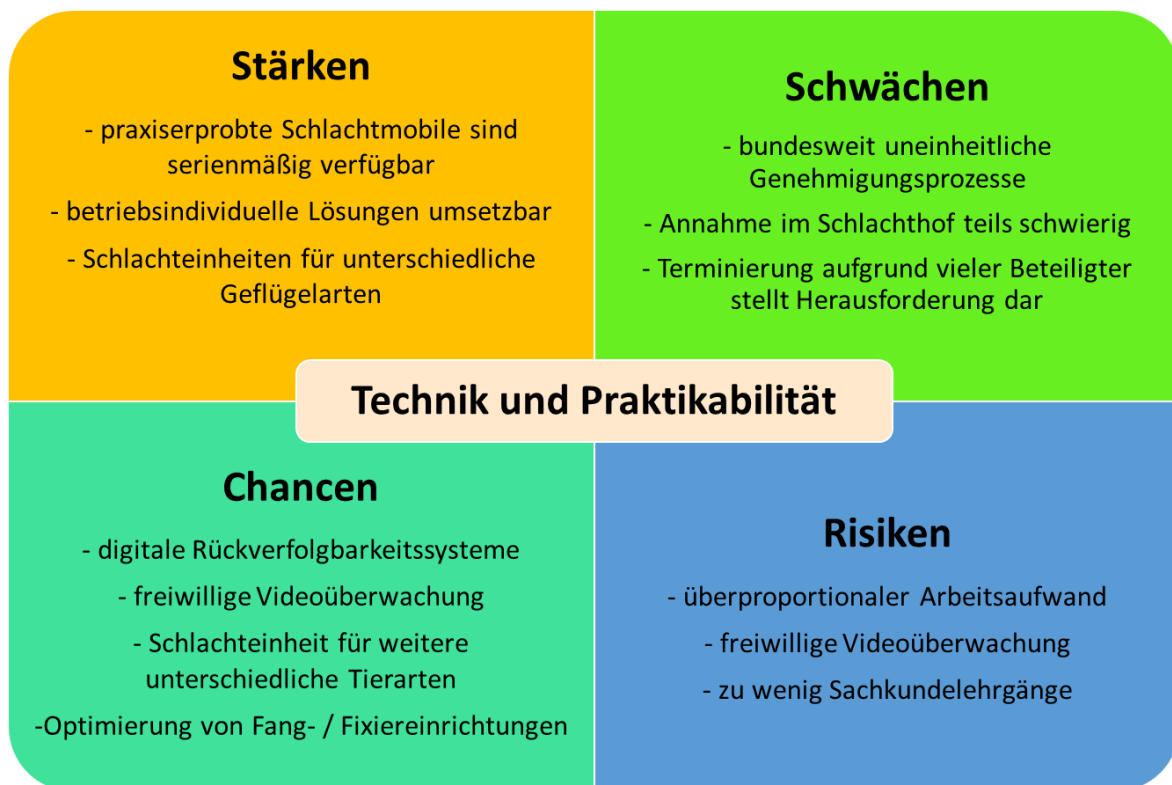 Stärken
- praxiserprobte Schlachtmobile sind
serienmäßig verfügbar
- betriebsindividuelle Lösungen umsetzbar
- Schlachteinheiten für unterschiedliche
Geflügelarten
Schwächen
- bundesweit uneinheitliche
Genehmigungsprozesse
- Annahme im Schlachthof teils schwierig
- Terminierung aufgrund vieler Beteiligter
stellt Herausforderung dar
Technik und Praktikabilität
Chancen
- digitale Rückverfolgbarkeitssysteme
- freiwillige Videoüberwachung
- Schlachteinheit für weitere
unterschiedliche Tierarten
-Optimierung von Fang- / Fixiereinrichtungen
Risiken
- überproportionaler Arbeitsaufwand
- freiwillige Videoüberwachung
- zu wenig Sachkundelehrgänge